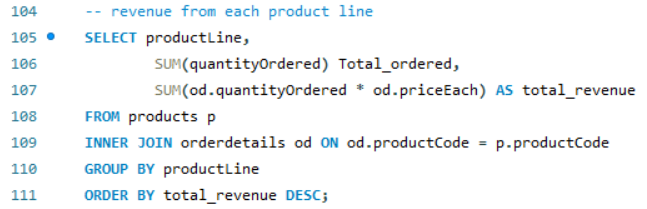 104 -- revenue from each product line
105 SELECT productLine,
106 SUM(quantityOrdered) Total_ordered,
107 SUM(od.quantityOrdered * od.priceEach) AS total_revenue
108 FROM products p
109 INNER JOIN orderdetails od ON od.productCode = p.productCode
110 GROUP BY productLine
111 ORDER BY total_revenue DESC;